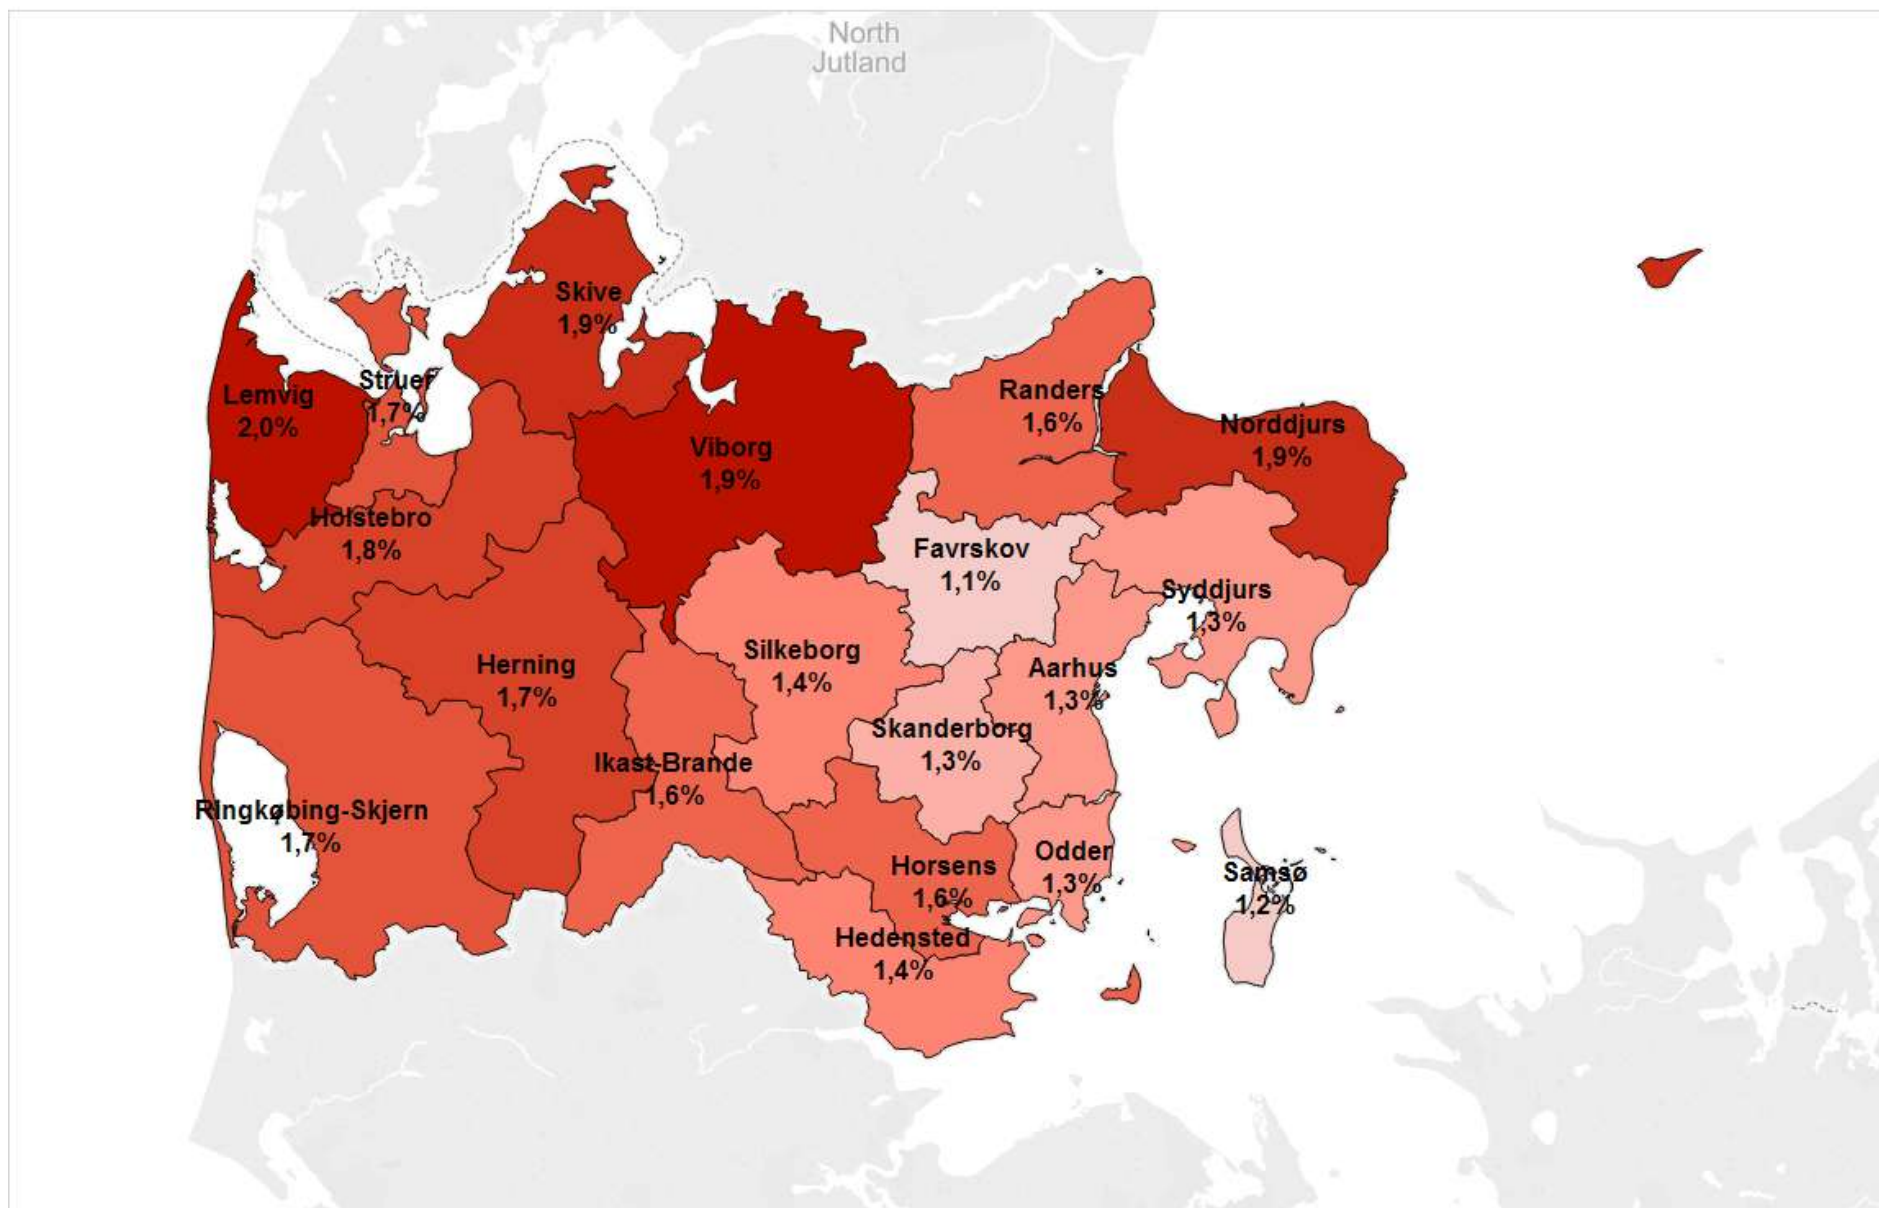 North
Jutland
Skive
1,9%
Lemvig
2,0%
Struer
1,7%
Randers
1,6%
Norddjurs
1,9%
Viborg
1,9%
Holstebro
1,8%
Favrskov
1,1%
Syddjurs
1,3%
Silkeborg
1,4%
Herning
1,7%
Aarhus
1,3%
Skanderborg
1,3%
Ikast-Brande
1,6%
Ringkøbing-Skjern
1,7%
Odder
1,3%
Horsens
1,6%
Samsø
1,2%
Hedensted
1,4%